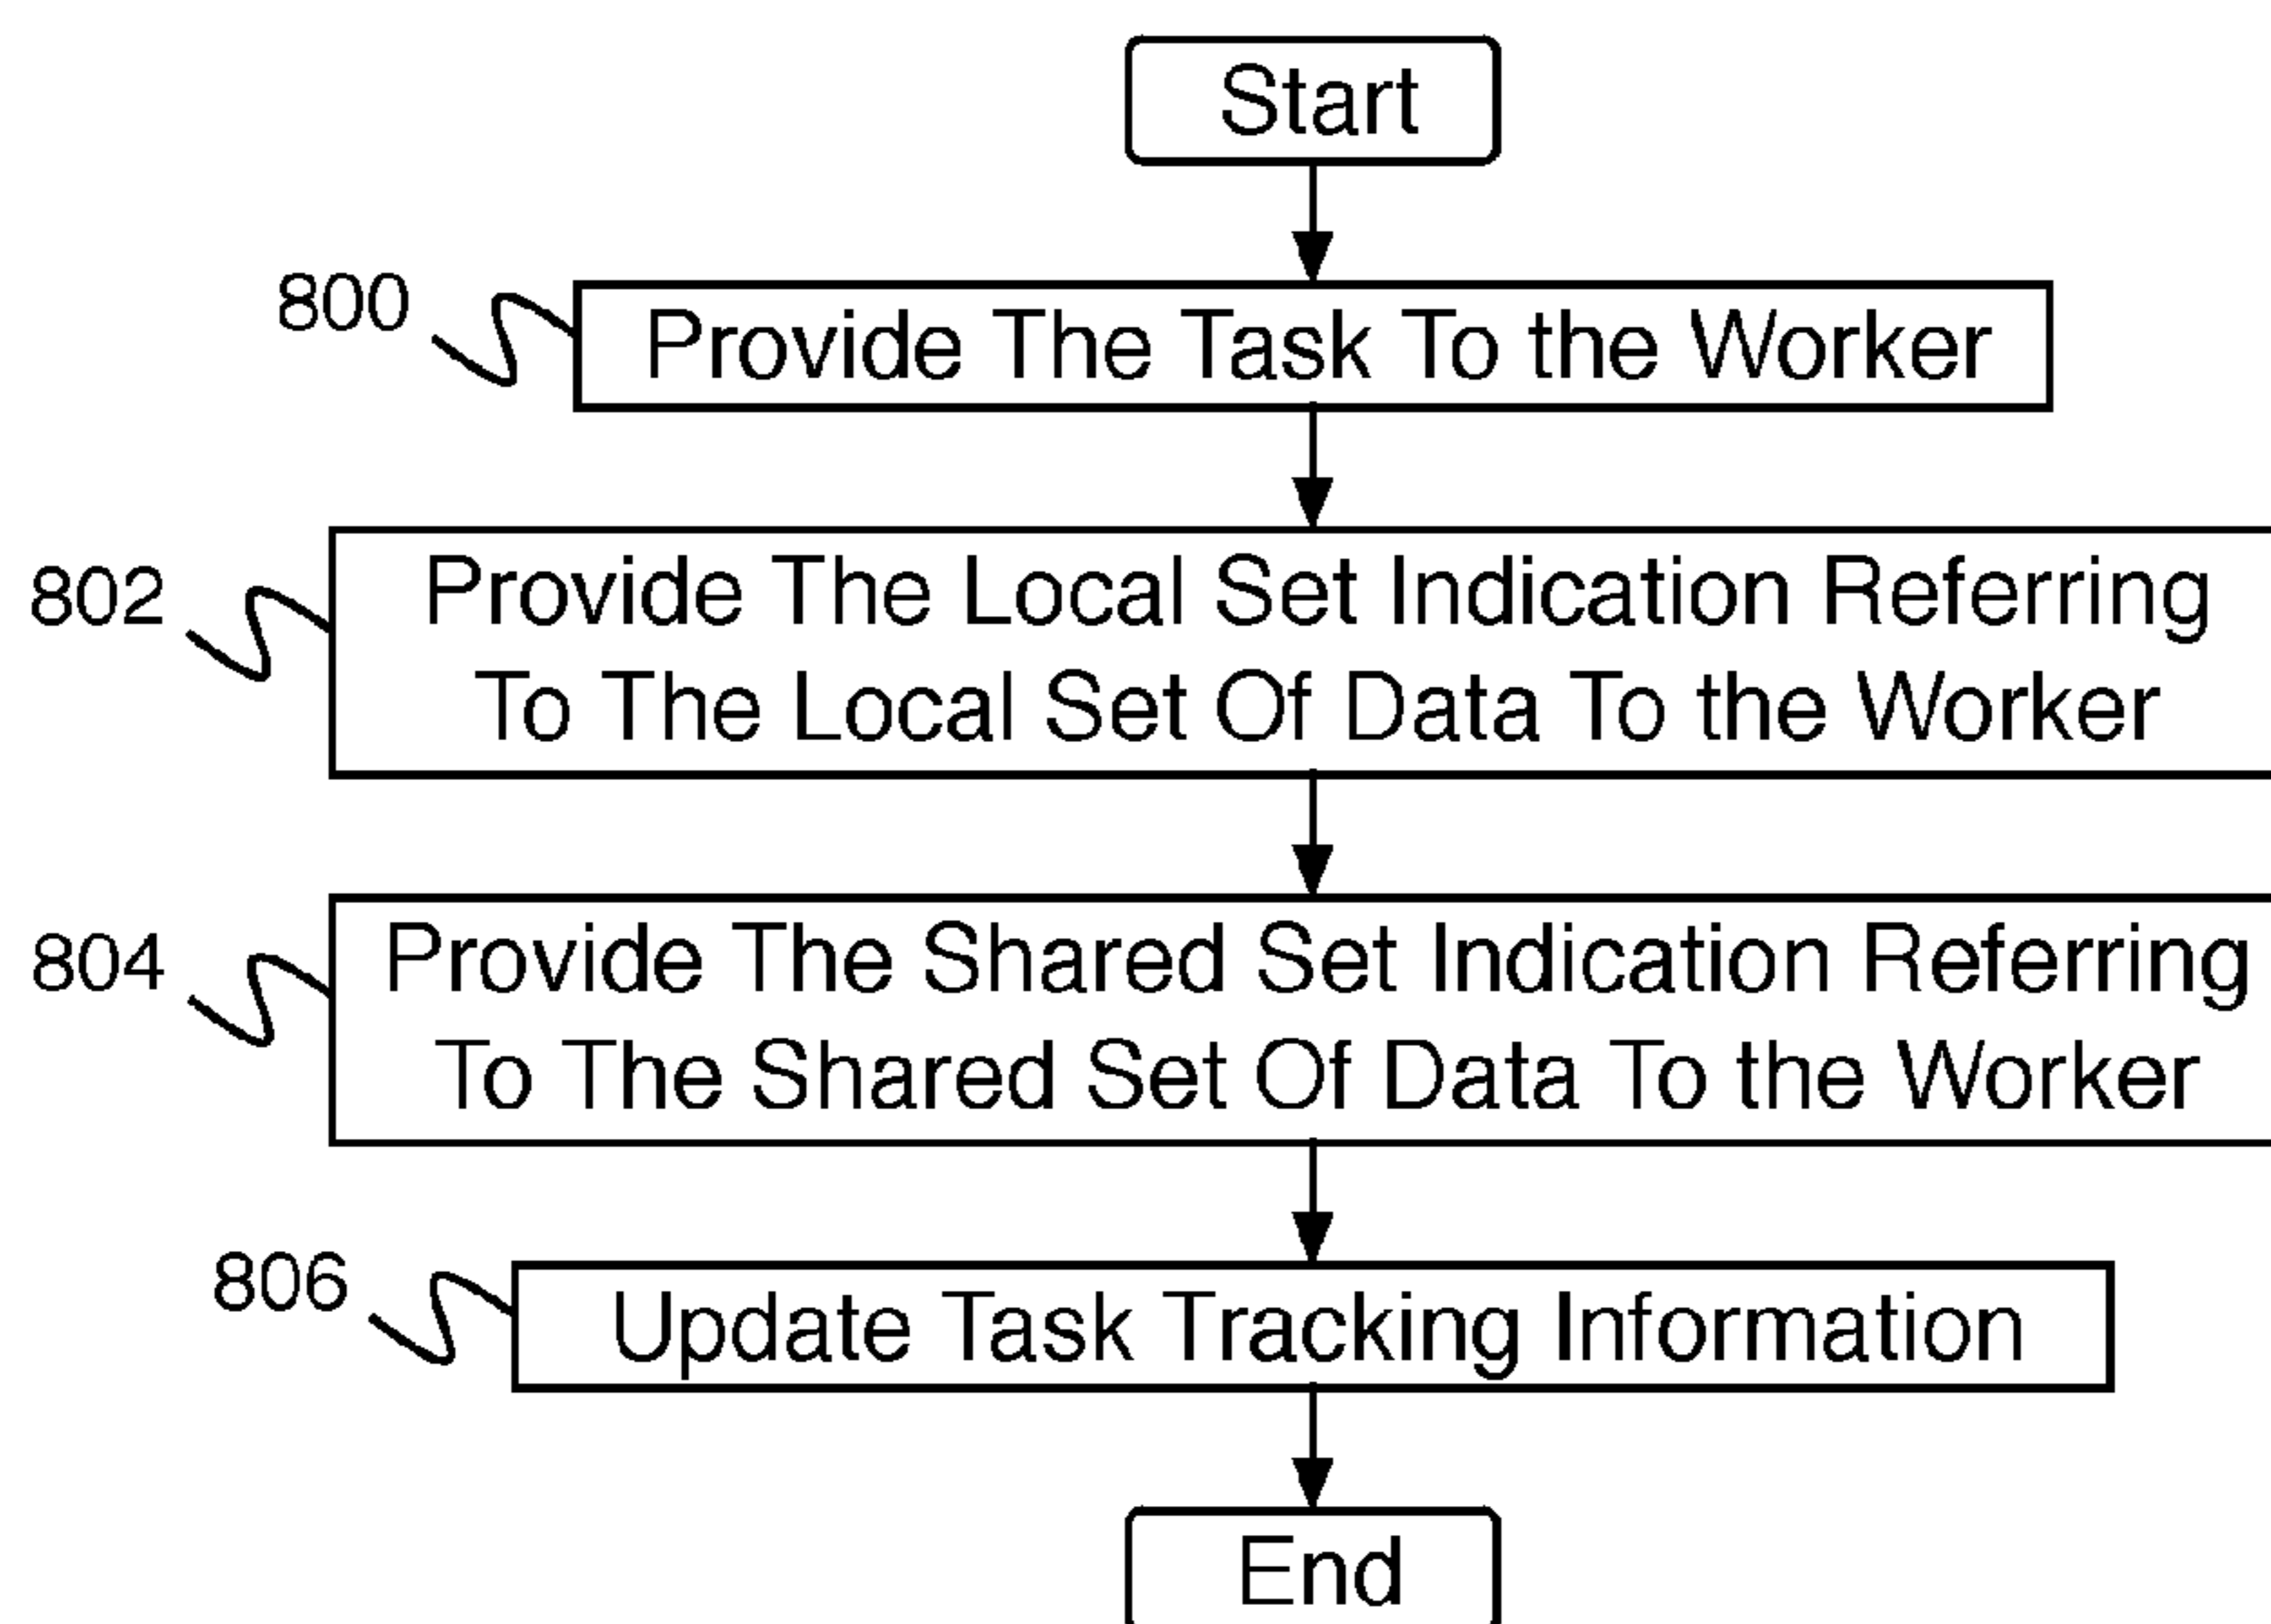 Start
800
Provide The Task To the Worker
802
Provide The Local Set Indication Referring
To The Local Set Of Data To the Worker
804
Provide The Shared Set Indication Referring
To The Shared Set Of Data To the Worker
806
Update Task Tracking Information
End